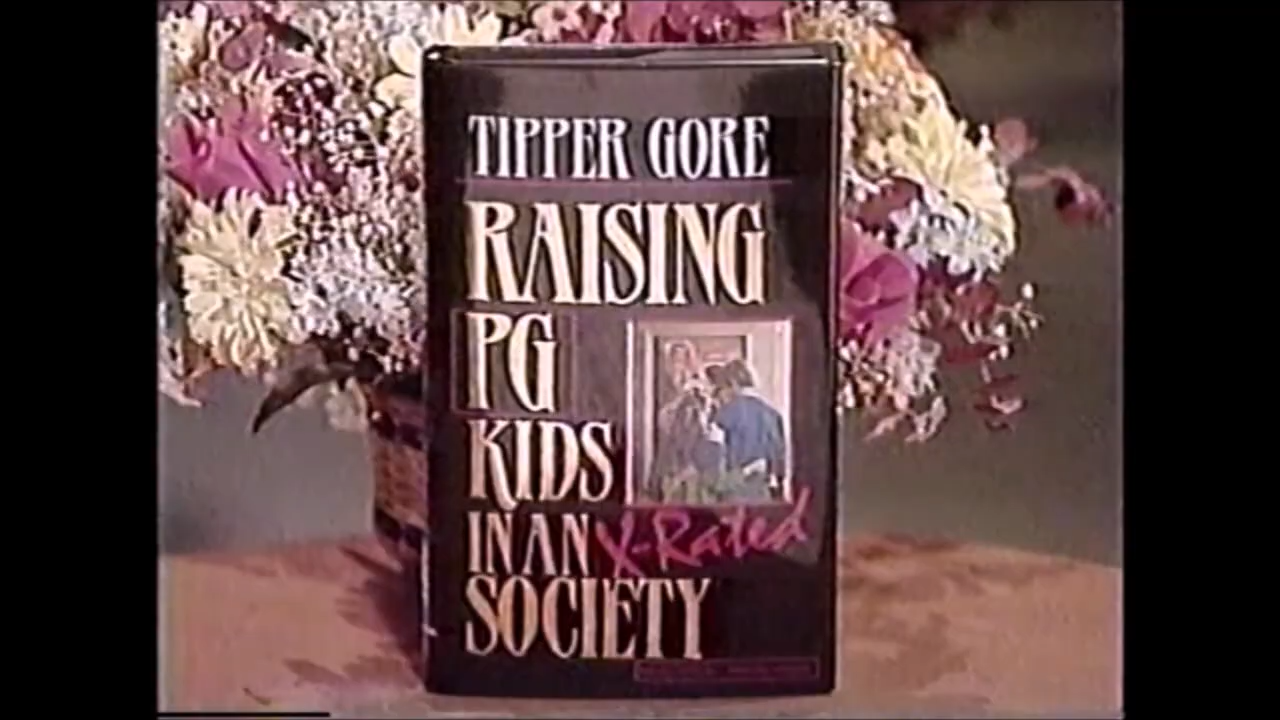 TIPPER GORE
RAISING
PG
KIDS
IN AN X-Rated
SOCIETY